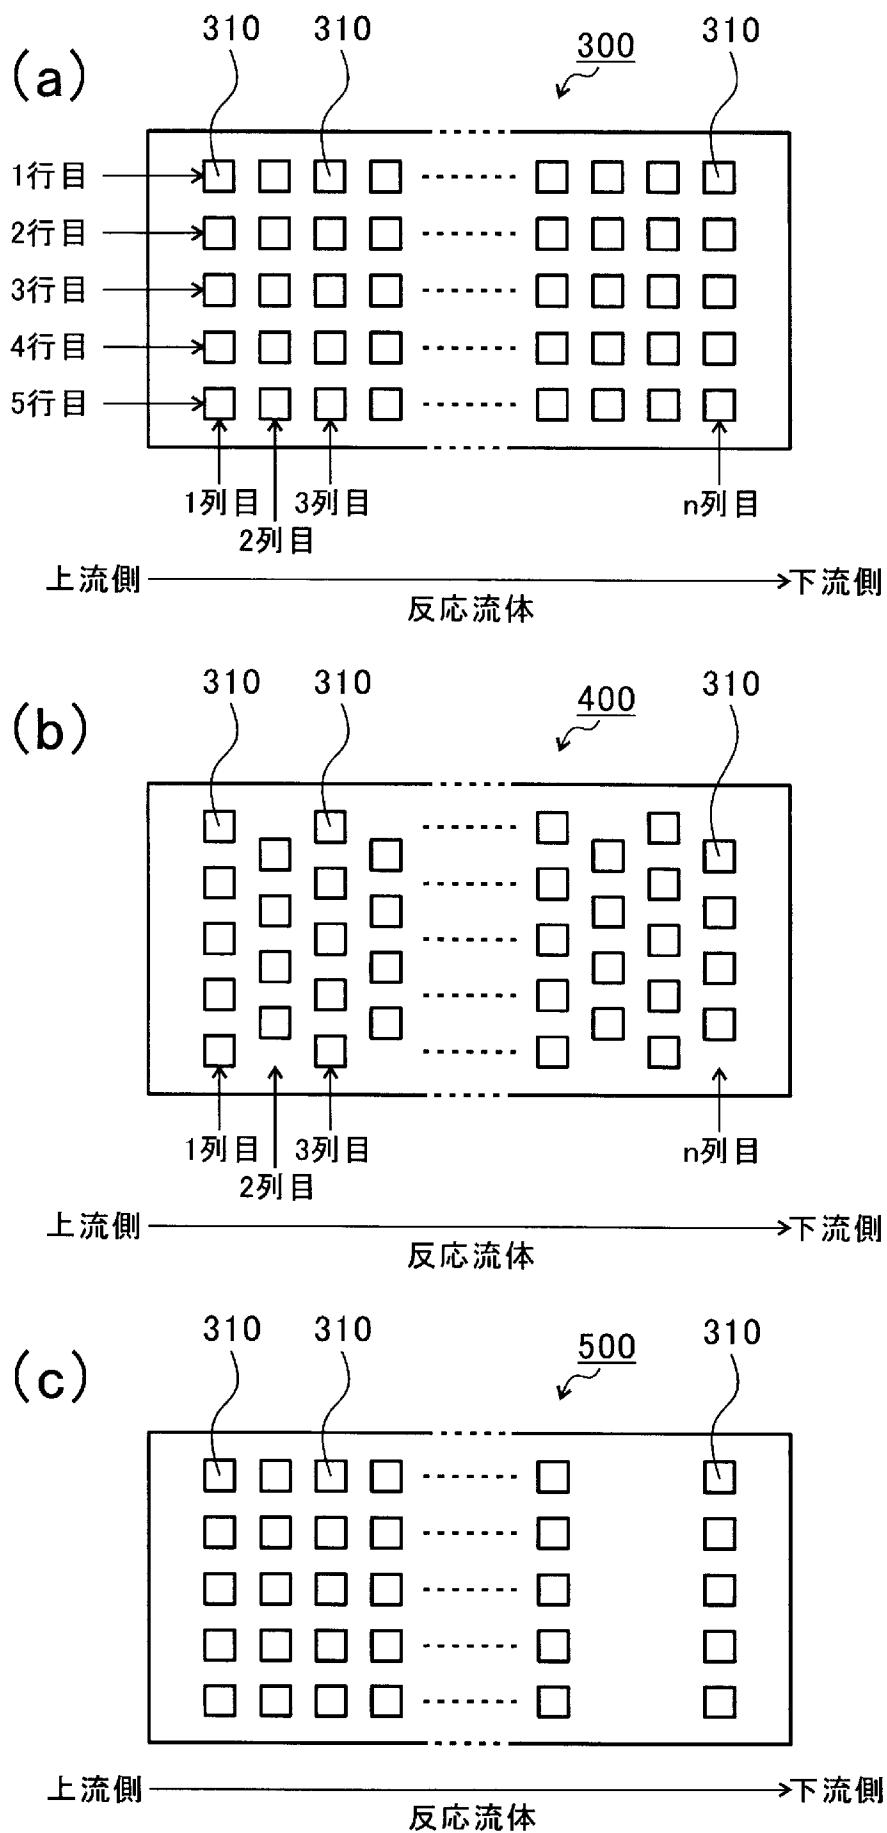 (a)
310 310 300 310
1行目
2行目
3行目
4行目
5行目
1列目 3列目 n列目
2列目
上流側 下流側
反応流体
(b)
310 310 400 310
1列目 3列目 n列目
2列目
上流側 下流側
反応流体
(c)
310 310 500 310
上流側 下流側
反応流体